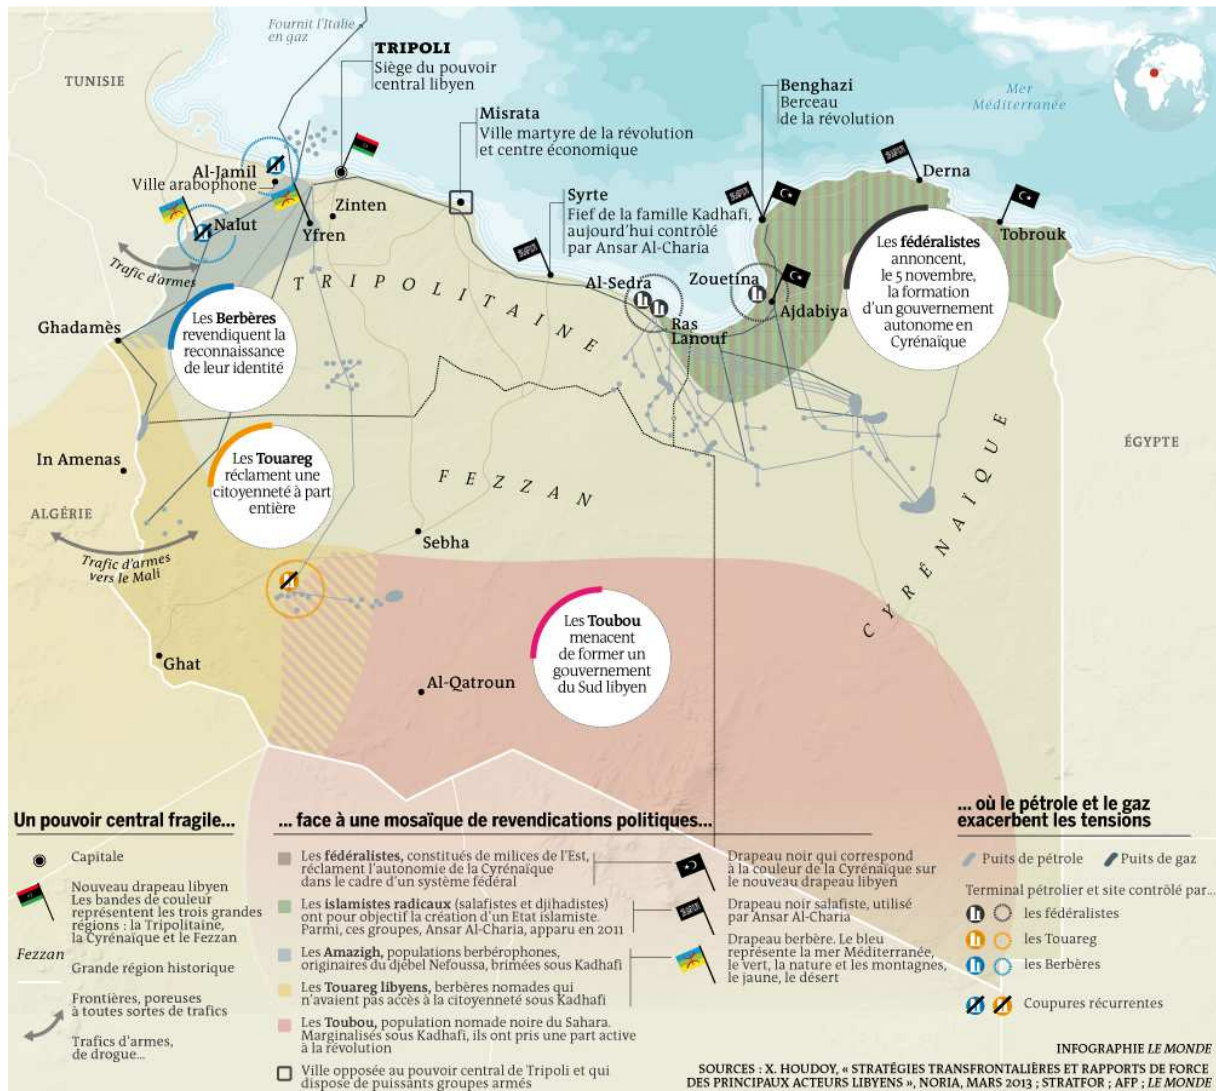 Fournit l'Italie
en gaz
TUNISIE
TRIPOLI
Siège du pouvoir
central libyen
Misrata
Ville martyre de la révolution
et centre économique
Benghazi
Berceau
de la révolution
Mer
Méditerranée
Al-Jamil
Ville arabophone
Zinten
Nalut
Yfren
Syrte
Fief de la famille Kadhafi,
aujourd'hui contrôlé
par Ansar Al-Charia
Derna
Tobrouk
Les fédéralistes
annoncent,
le 5 novembre,
la formation
d'un gouvernement
autonome en
Cyrénaïque
Trafic d'armes
TRIPOLITAINE
Al-Sedra
Zouetina
Ajdabiya
Ras
Lanouf
Ghadamès
Les Berbères
revendiquent la
reconnaissance
de leur identité
In Amenas
ALGÉRIE
Les Touareg
réclament une
citoyenneté à part
entière
FEZZAN
CYRÉNAÏQUE
ÉGYPTE
Trafic d'armes
vers le Mali
Sebha
Ghat
Al-Qatroun
Les Toubou
menacent
de former un
gouvernement
du Sud libyen
Un pouvoir central fragile...
Capitale
Nouveau drapeau libyen
Les bandes de couleur
représentent les trois grandes
régions : la Tripolitaine,
la Cyrénaïque et le Fezzan
Fezzan
Grande région historique
Frontières, poreuses
à toutes sortes de trafics
Trafics d'armes,
de drogue...
... face à une mosaïque de revendications politiques...
Les fédéralistes, constitués de milices de l'Est,
réclament l'autonomie de la Cyrénaïque
dans le cadre d'un système fédéral
Les islamistes radicaux (salafistes et djihadistes)
ont pour objectif la création d'un Etat islamiste.
Parmi, ces groupes, Ansar Al-Charia, apparu en 2011
Les Amazigh, populations berbérophones,
originaires du djebel Nefoussa, brimées sous Kadhafi
Les Touareg libyens, berbères nomades qui
n'avaient pas accès à la citoyenneté sous Kadhafi
Les Toubou, population nomade noire du Sahara.
Marginalisés sous Kadhafi, ils ont pris une part active
à la révolution
Ville opposée au pouvoir central de Tripoli et qui
dispose de puissants groupes armés
Drapeau noir qui correspond
à la couleur de la Cyrénaïque sur
le nouveau drapeau libyen
Drapeau noir salafiste, utilisé
par Ansar Al-Charia
Drapeau berbère. Le bleu
représente la mer Méditerranée,
le vert, la nature et les montagnes,
le jaune, le désert
... où le pétrole et le gaz
exacerbent les tensions
Puits de pétrole
Puits de gaz
Terminal pétrolier et site contrôlé par...
les fédéralistes
les Touareg
les Berbères
Coupures récurrentes
INFOGRAPHIE LE MONDE
SOURCES : X. HOUDOY, « STRATÉGIES TRANSFRONTALIÈRES ET RAPPORTS DE FORCE
DES PRINCIPAUX ACTEURS LIBYENS », NORIA, MARS 2013 ; STRATFOR ; AFP ; LE MONDE